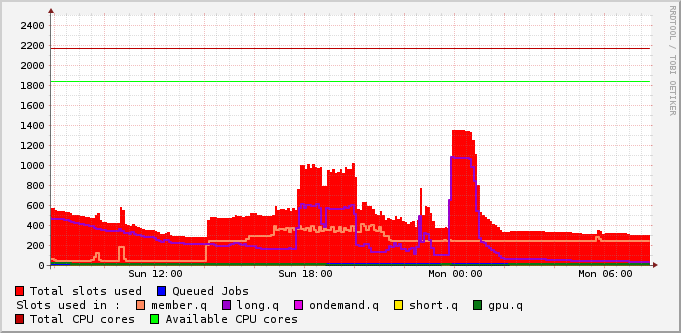 RRDTOOL / TOBI OETIKER
2400
2200
2000
1800
1600
1400
1200
1000
800
600
400
200
0
Sun 12:00 Sun 18:00 Mon 00:00 Mon 06:00
Total slots used Queued Jobs
Slots used in : member.q long.q ondemand.q short.q gpu.q
Total CPU cores Available CPU cores